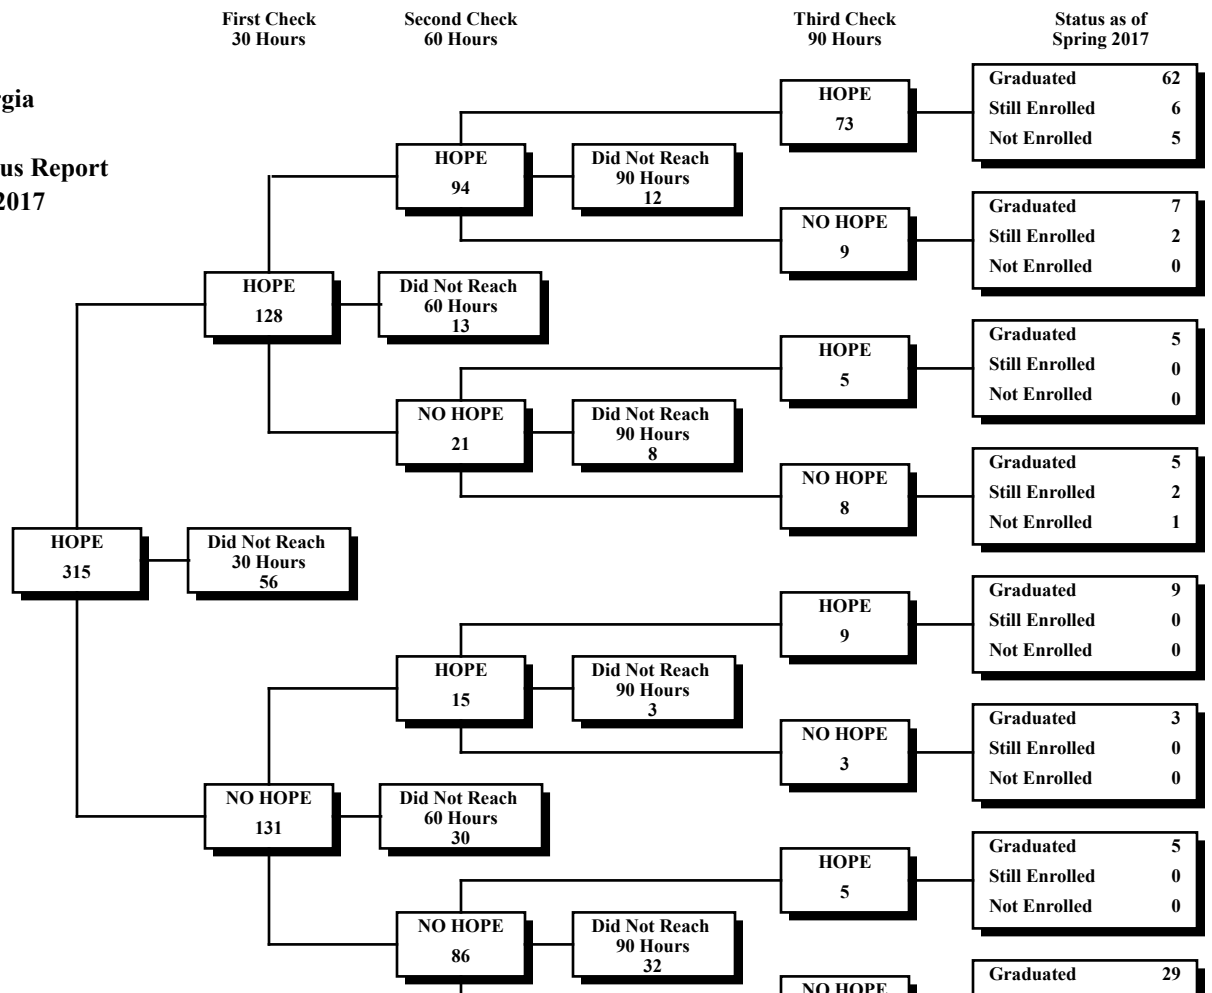 First Check
30 Hours
Second Check
60 Hours
Third Check
90 Hours
Status as of
Spring 2017
rgia
us Report
2017
HOPE
73
Graduated 62
Still Enrolled 6
Not Enrolled 5
HOPE
94
Did Not Reach
90 Hours
12
NO HOPE
9
Graduated 7
Still Enrolled 2
Not Enrolled 0
HOPE
128
Did Not Reach
60 Hours
13
HOPE
5
Graduated 5
Still Enrolled 0
Not Enrolled 0
NO HOPE
21
Did Not Reach
90 Hours
8
NO HOPE
8
Graduated 5
Still Enrolled 2
Not Enrolled 1
HOPE
315
Did Not Reach
30 Hours
56
HOPE
9
Graduated 9
Still Enrolled 0
Not Enrolled 0
HOPE
15
Did Not Reach
90 Hours
3
NO HOPE
3
Graduated 3
Still Enrolled 0
Not Enrolled 0
NO HOPE
131
Did Not Reach
60 Hours
30
HOPE
5
Graduated 5
Still Enrolled 0
Not Enrolled 0
NO HOPE
86
Did Not Reach
90 Hours
32
NO HOPE
Graduated 29